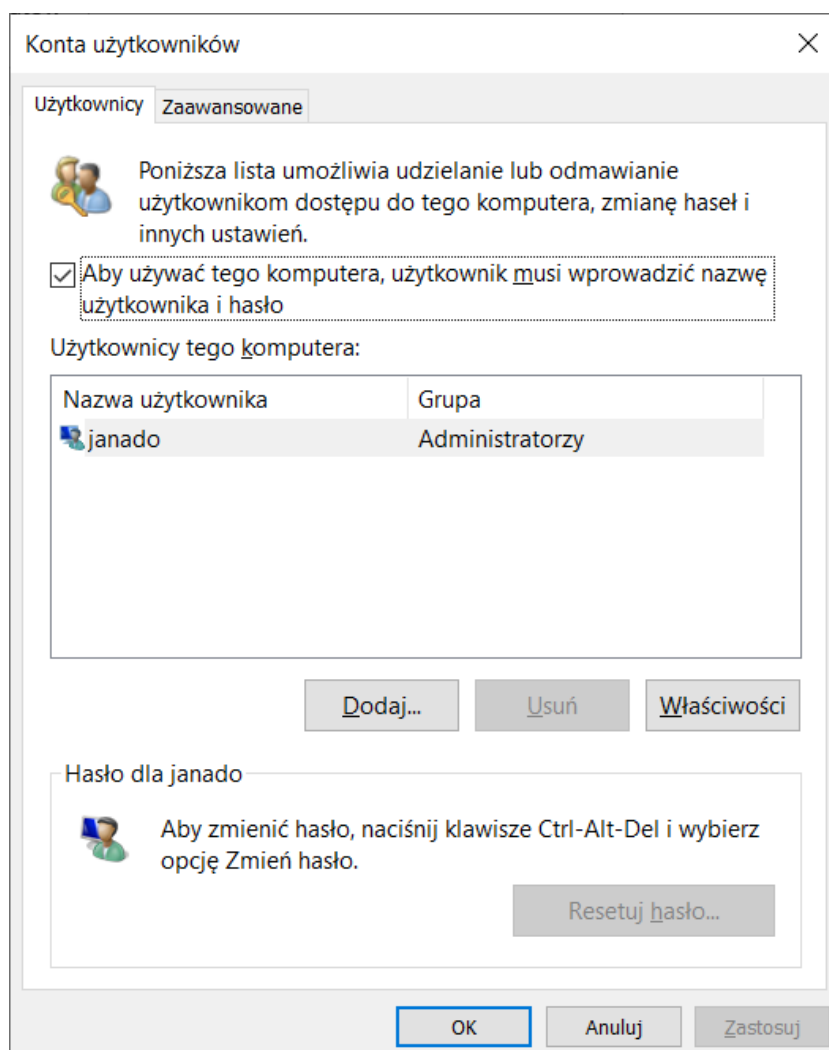 Konta użytkowników
Użytkownicy
Zaawansowane
Poniższa lista umożliwia udzielanie lub odmawianie
użytkownikom dostępu do tego komputera, zmianę haseł i
innych ustawień.
Aby używać tego komputera, użytkownik musi wprowadzić nazwę
użytkownika i hasło
Użytkownicy tego komputera:
Nazwa użytkownika Grupa
janado Administratorzy
Dodaj... Usuń Właściwości
Hasło dla janado
Aby zmienić hasło, naciśnij klawisze Ctrl-Alt-Del i wybierz
opcję Zmień hasło.
Resetuj hasło...
OK Anuluj Zastosuj